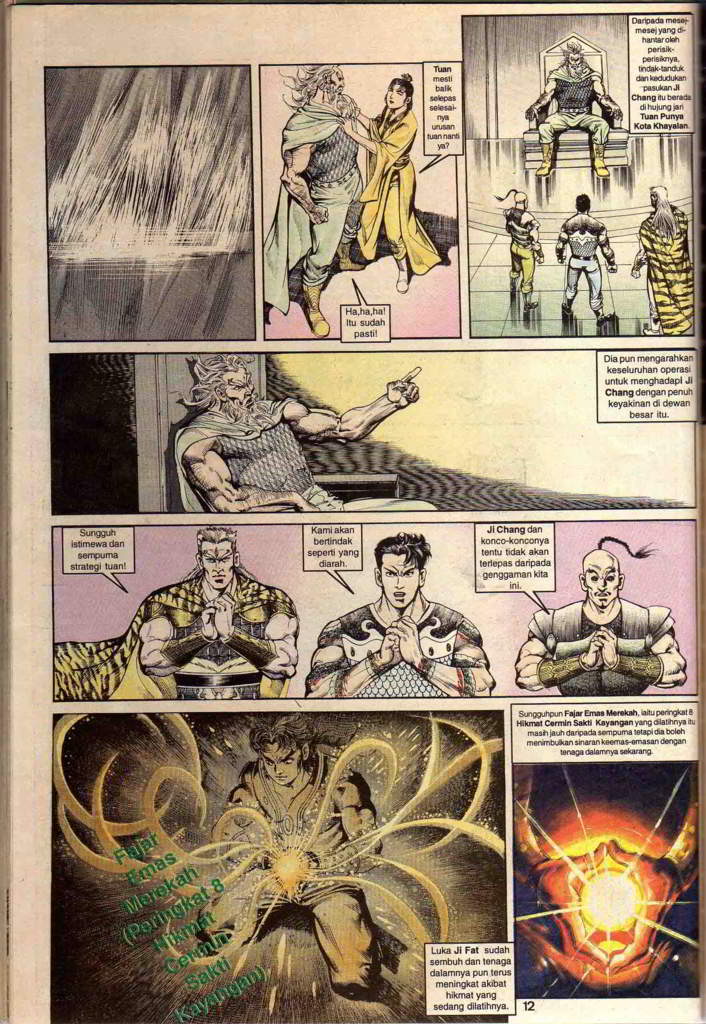 Tuan
mesti
balik
selepas
selesai-
nya
urusan
tuan nanti
ya?
Ha,ha,ha!
Itu sudah
pasti!
Daripada mesej-
mesej yang di-
hantar oleh
perisik-
perisiknya,
tindak-tanduk
dan kedudukan
pasukan Ji
Chang itu berada
di hujung jari
Tuan Punya
Kota Khayalan.
Dia pun mengarahkan
keseluruhan operasi
untuk menghadapi Ji
Chang dengan penuh
keyakinan di dewan
besar itu.
Sungguh
istimewa dan
sempurna
strategi tuan!
Kami akan
bertindak
seperti yang
diarah.
Ji Chang dan
konco-konconya
tentu tidak akan
terlepas daripada
genggaman kita
ini.
Fajar
Emas
Merekah
(Peringkat 8
Hikmat
Cermin
Sakti
Kayangan)
Luka Ji Fat sudah
sembuh dan tenaga
dalamnya pun terus
meningkat akibat
hikmat yang
sedang dilatihnya.
Sungguhpun Fajar Emas Merekah, iaitu peringkat 8
Hikmat Cermin Sakti Kayangan yang dilatihnya itu
masih jauh daripada sempurna tetapi dia boleh
menimbulkan sinaran keemas-emasan dengan
tenaga dalamnya sekarang.
12